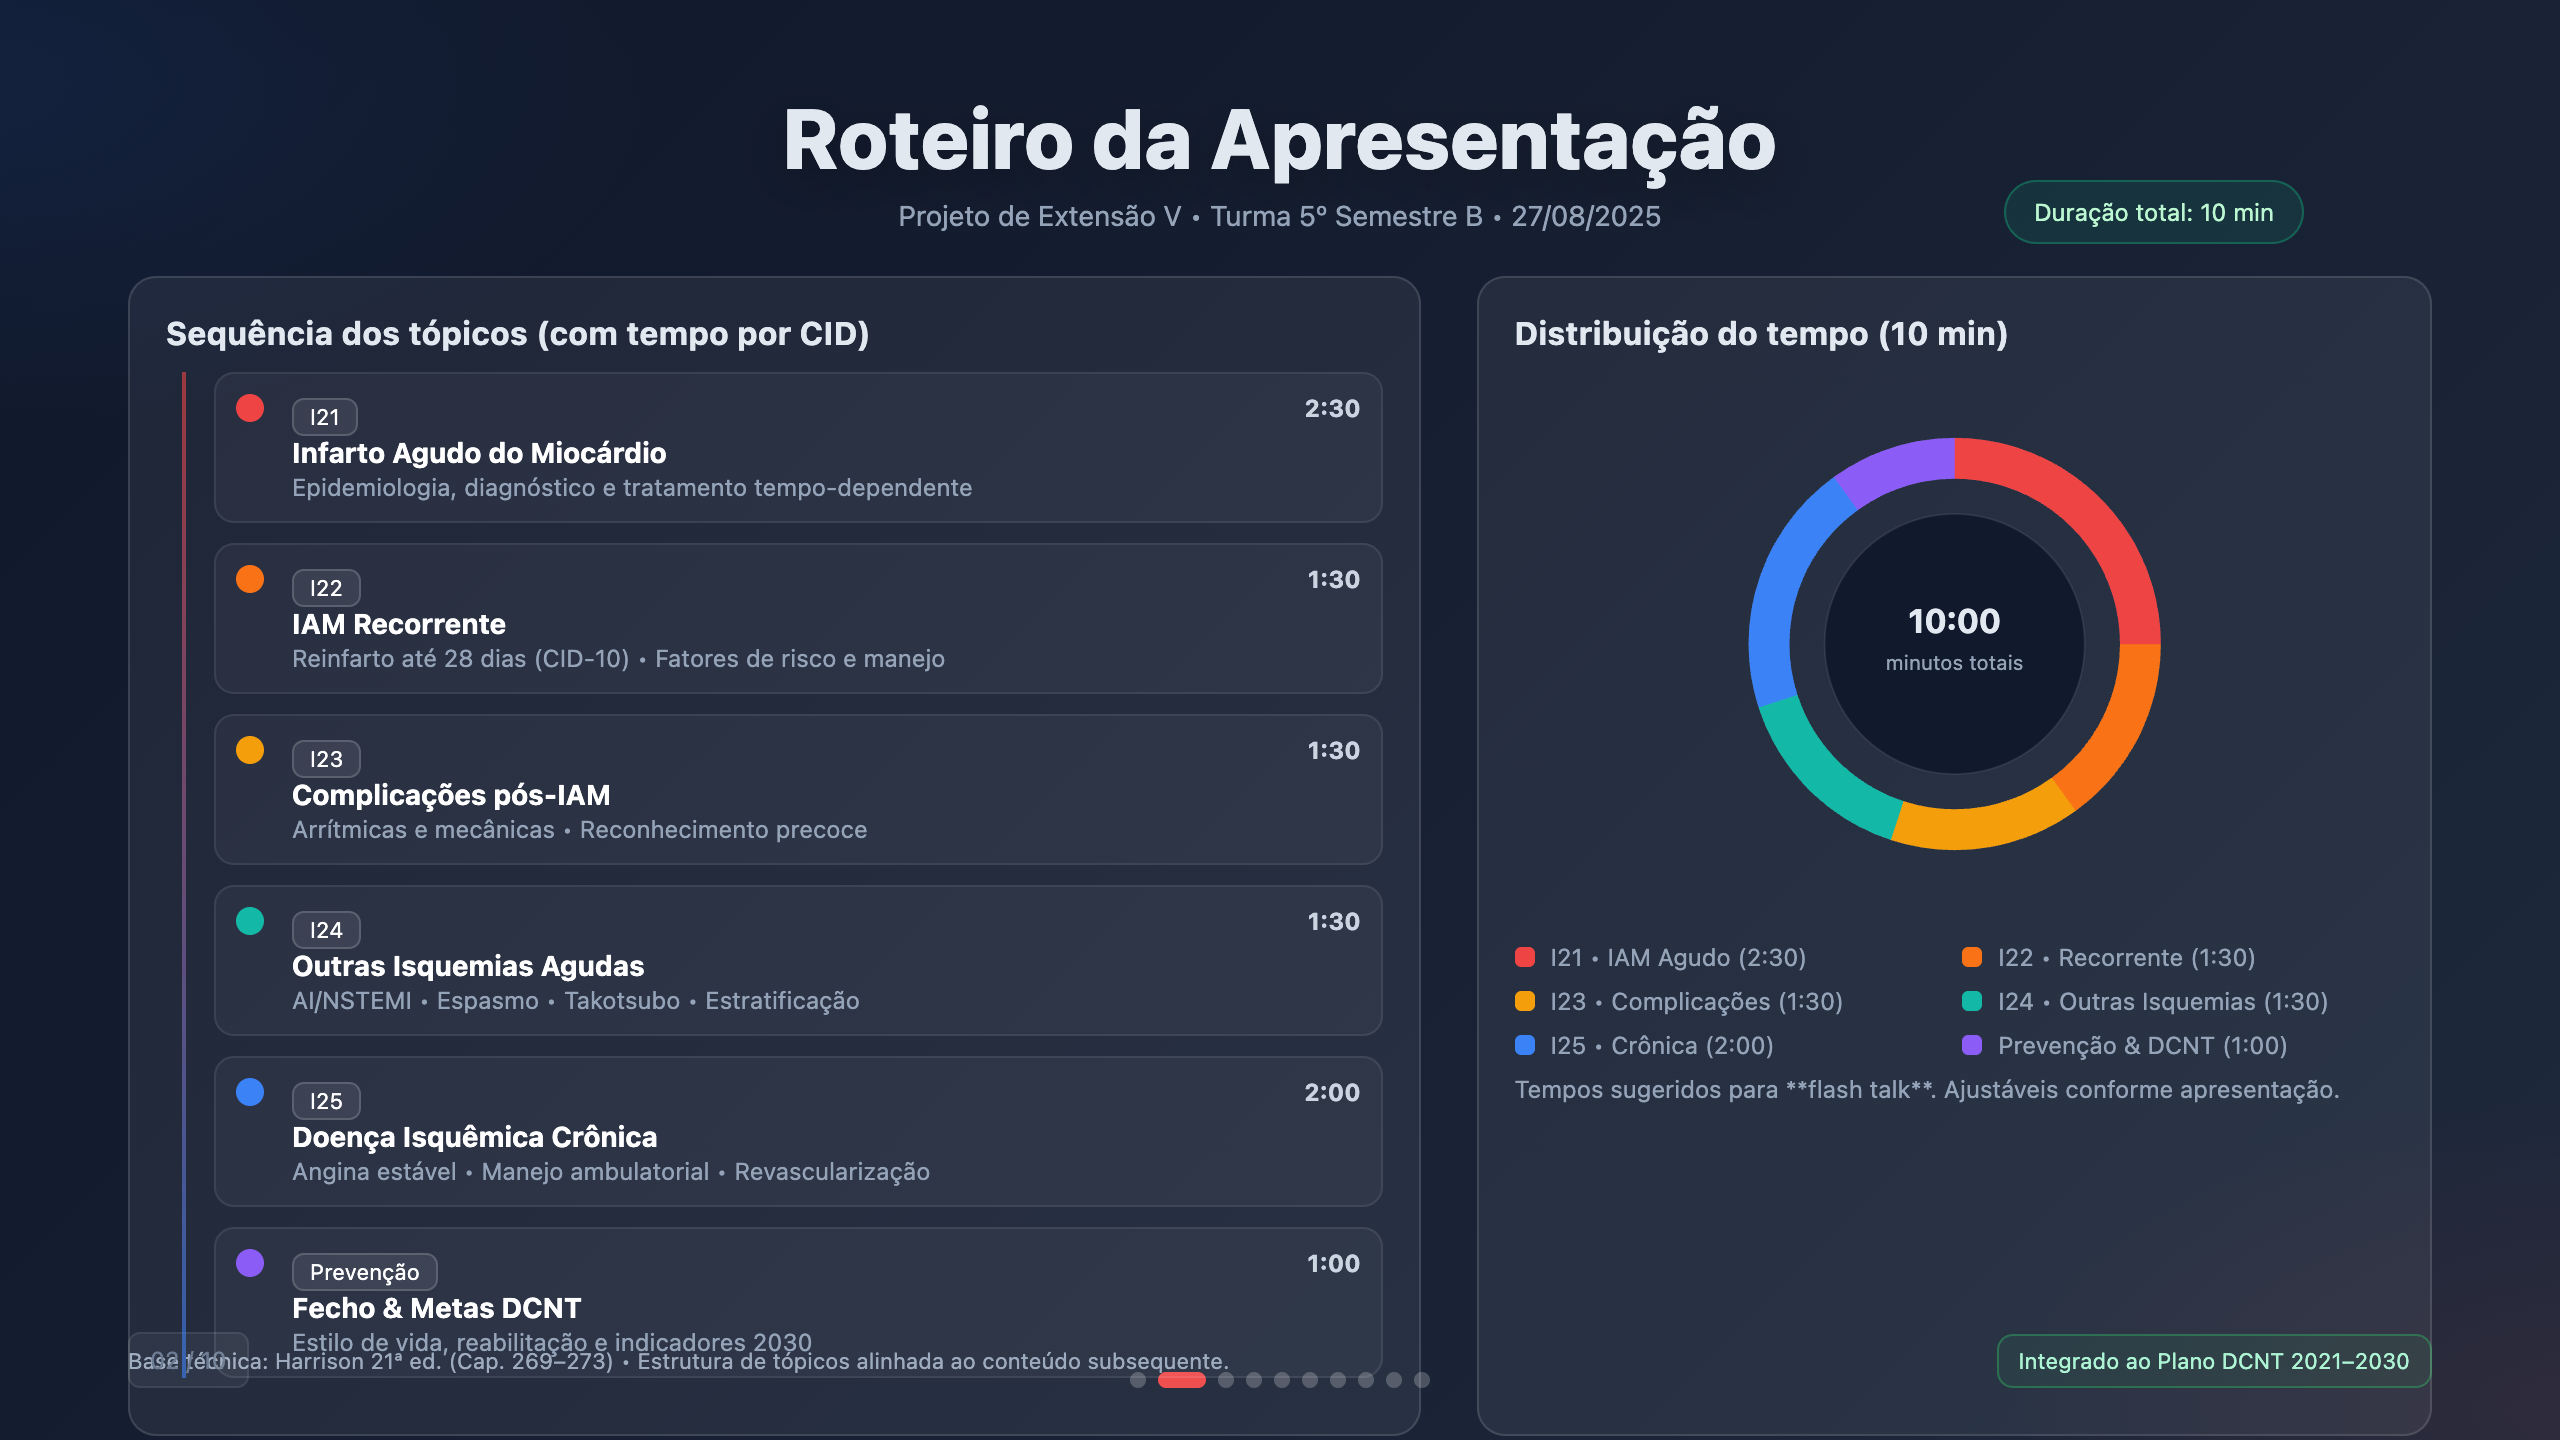 Roteiro da Apresentação
Projeto de Extensão V • Turma 5º Semestre B • 27/08/2025
Duração total: 10 min
Sequência dos tópicos (com tempo por CID)
I21
2:30
Infarto Agudo do Miocárdio
Epidemiologia, diagnóstico e tratamento tempo-dependente
I22
1:30
IAM Recorrente
Reinfarto até 28 dias (CID-10) • Fatores de risco e manejo
I23
1:30
Complicações pós-IAM
Arrítmicas e mecânicas • Reconhecimento precoce
I24
1:30
Outras Isquemias Agudas
AI/NSTEMI • Espasmo • Takotsubo • Estratificação
I25
2:00
Doença Isquêmica Crônica
Angina estável • Manejo ambulatorial • Revascularização
Prevenção
1:00
Fecho & Metas DCNT
Estilo de vida, reabilitação e indicadores 2030
02 / 10
Base técnica: Harrison 21ª ed. (Cap. 269–273) • Estrutura de tópicos alinhada ao conteúdo subsequente.
Distribuição do tempo (10 min)
10:00
minutos totais
I21 • IAM Agudo (2:30)
I22 • Recorrente (1:30)
I23 • Complicações (1:30)
I24 • Outras Isquemias (1:30)
I25 • Crônica (2:00)
Prevenção & DCNT (1:00)
Tempos sugeridos para **flash talk**. Ajustáveis conforme apresentação.
Integrado ao Plano DCNT 2021–2030